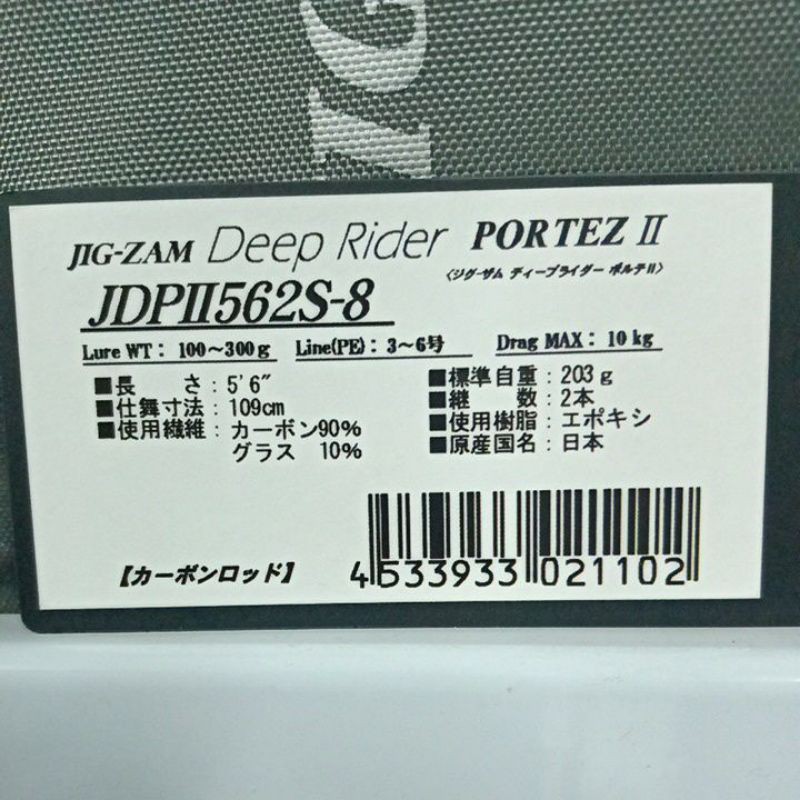 IG
JIG-ZAM Deep Rider PORTEZ II
〈ジグザム ディープライダー ポルテII〉
JDPII562S-8
Lure WT: 100～300g Line(PE): 3～6号 Drag MAX: 10kg
■長さ:5'6" ■標準自重:203g
■仕舞寸法:109cm ■継数:2本
■使用繊維:カーボン90% ■使用樹脂:エポキシ
グラス 10% ■原産国名:日本
【カーボンロッド】 4533933021102